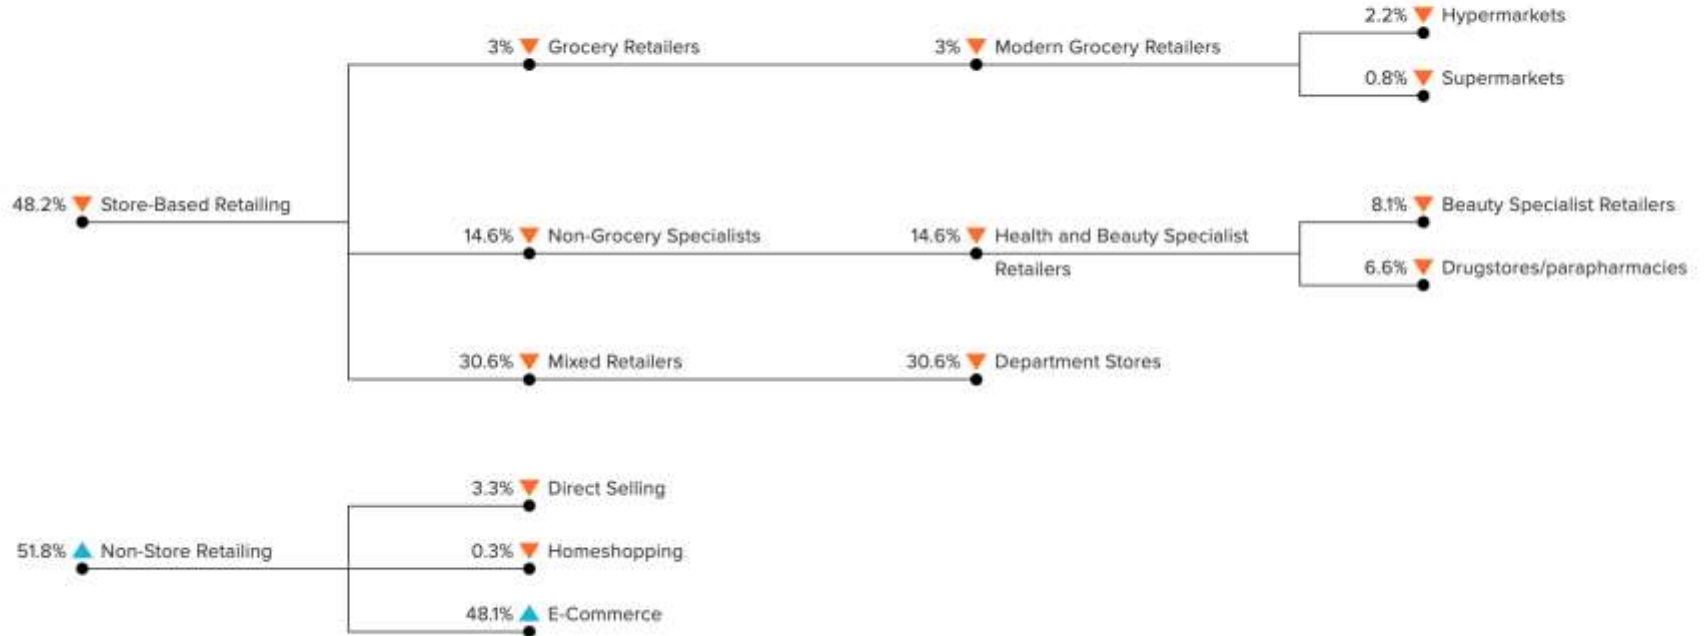 2.2% Hypermarkets
3% Grocery Retailers
3% Modern Grocery Retailers
0.8% Supermarkets
48.2% Store-Based Retailing
8.1% Beauty Specialist Retailers
14.6% Non-Grocery Specialists
14.6% Health and Beauty Specialist
Retailers
6.6% Drugstores/parapharmacies
30.6% Mixed Retailers
30.6% Department Stores
3.3% Direct Selling
51.8% Non-Store Retailing
0.3% Homeshopping
48.1% E-Commerce